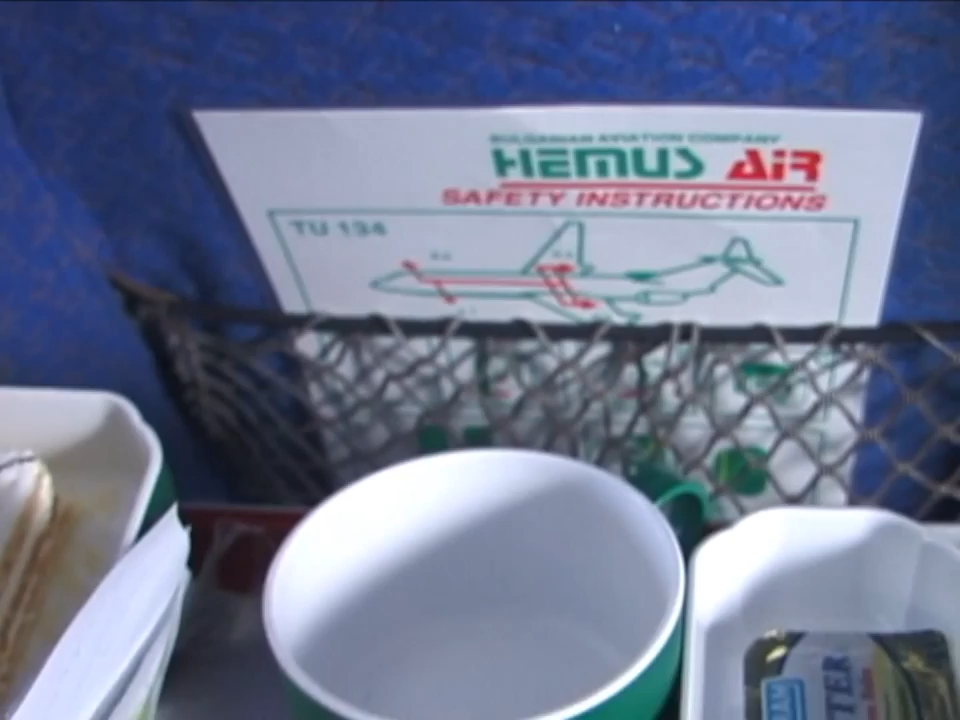 BULGARIAN AVIATION COMPANY
HEMUS AiR
SAFETY INSTRUCTIONS
TU 134